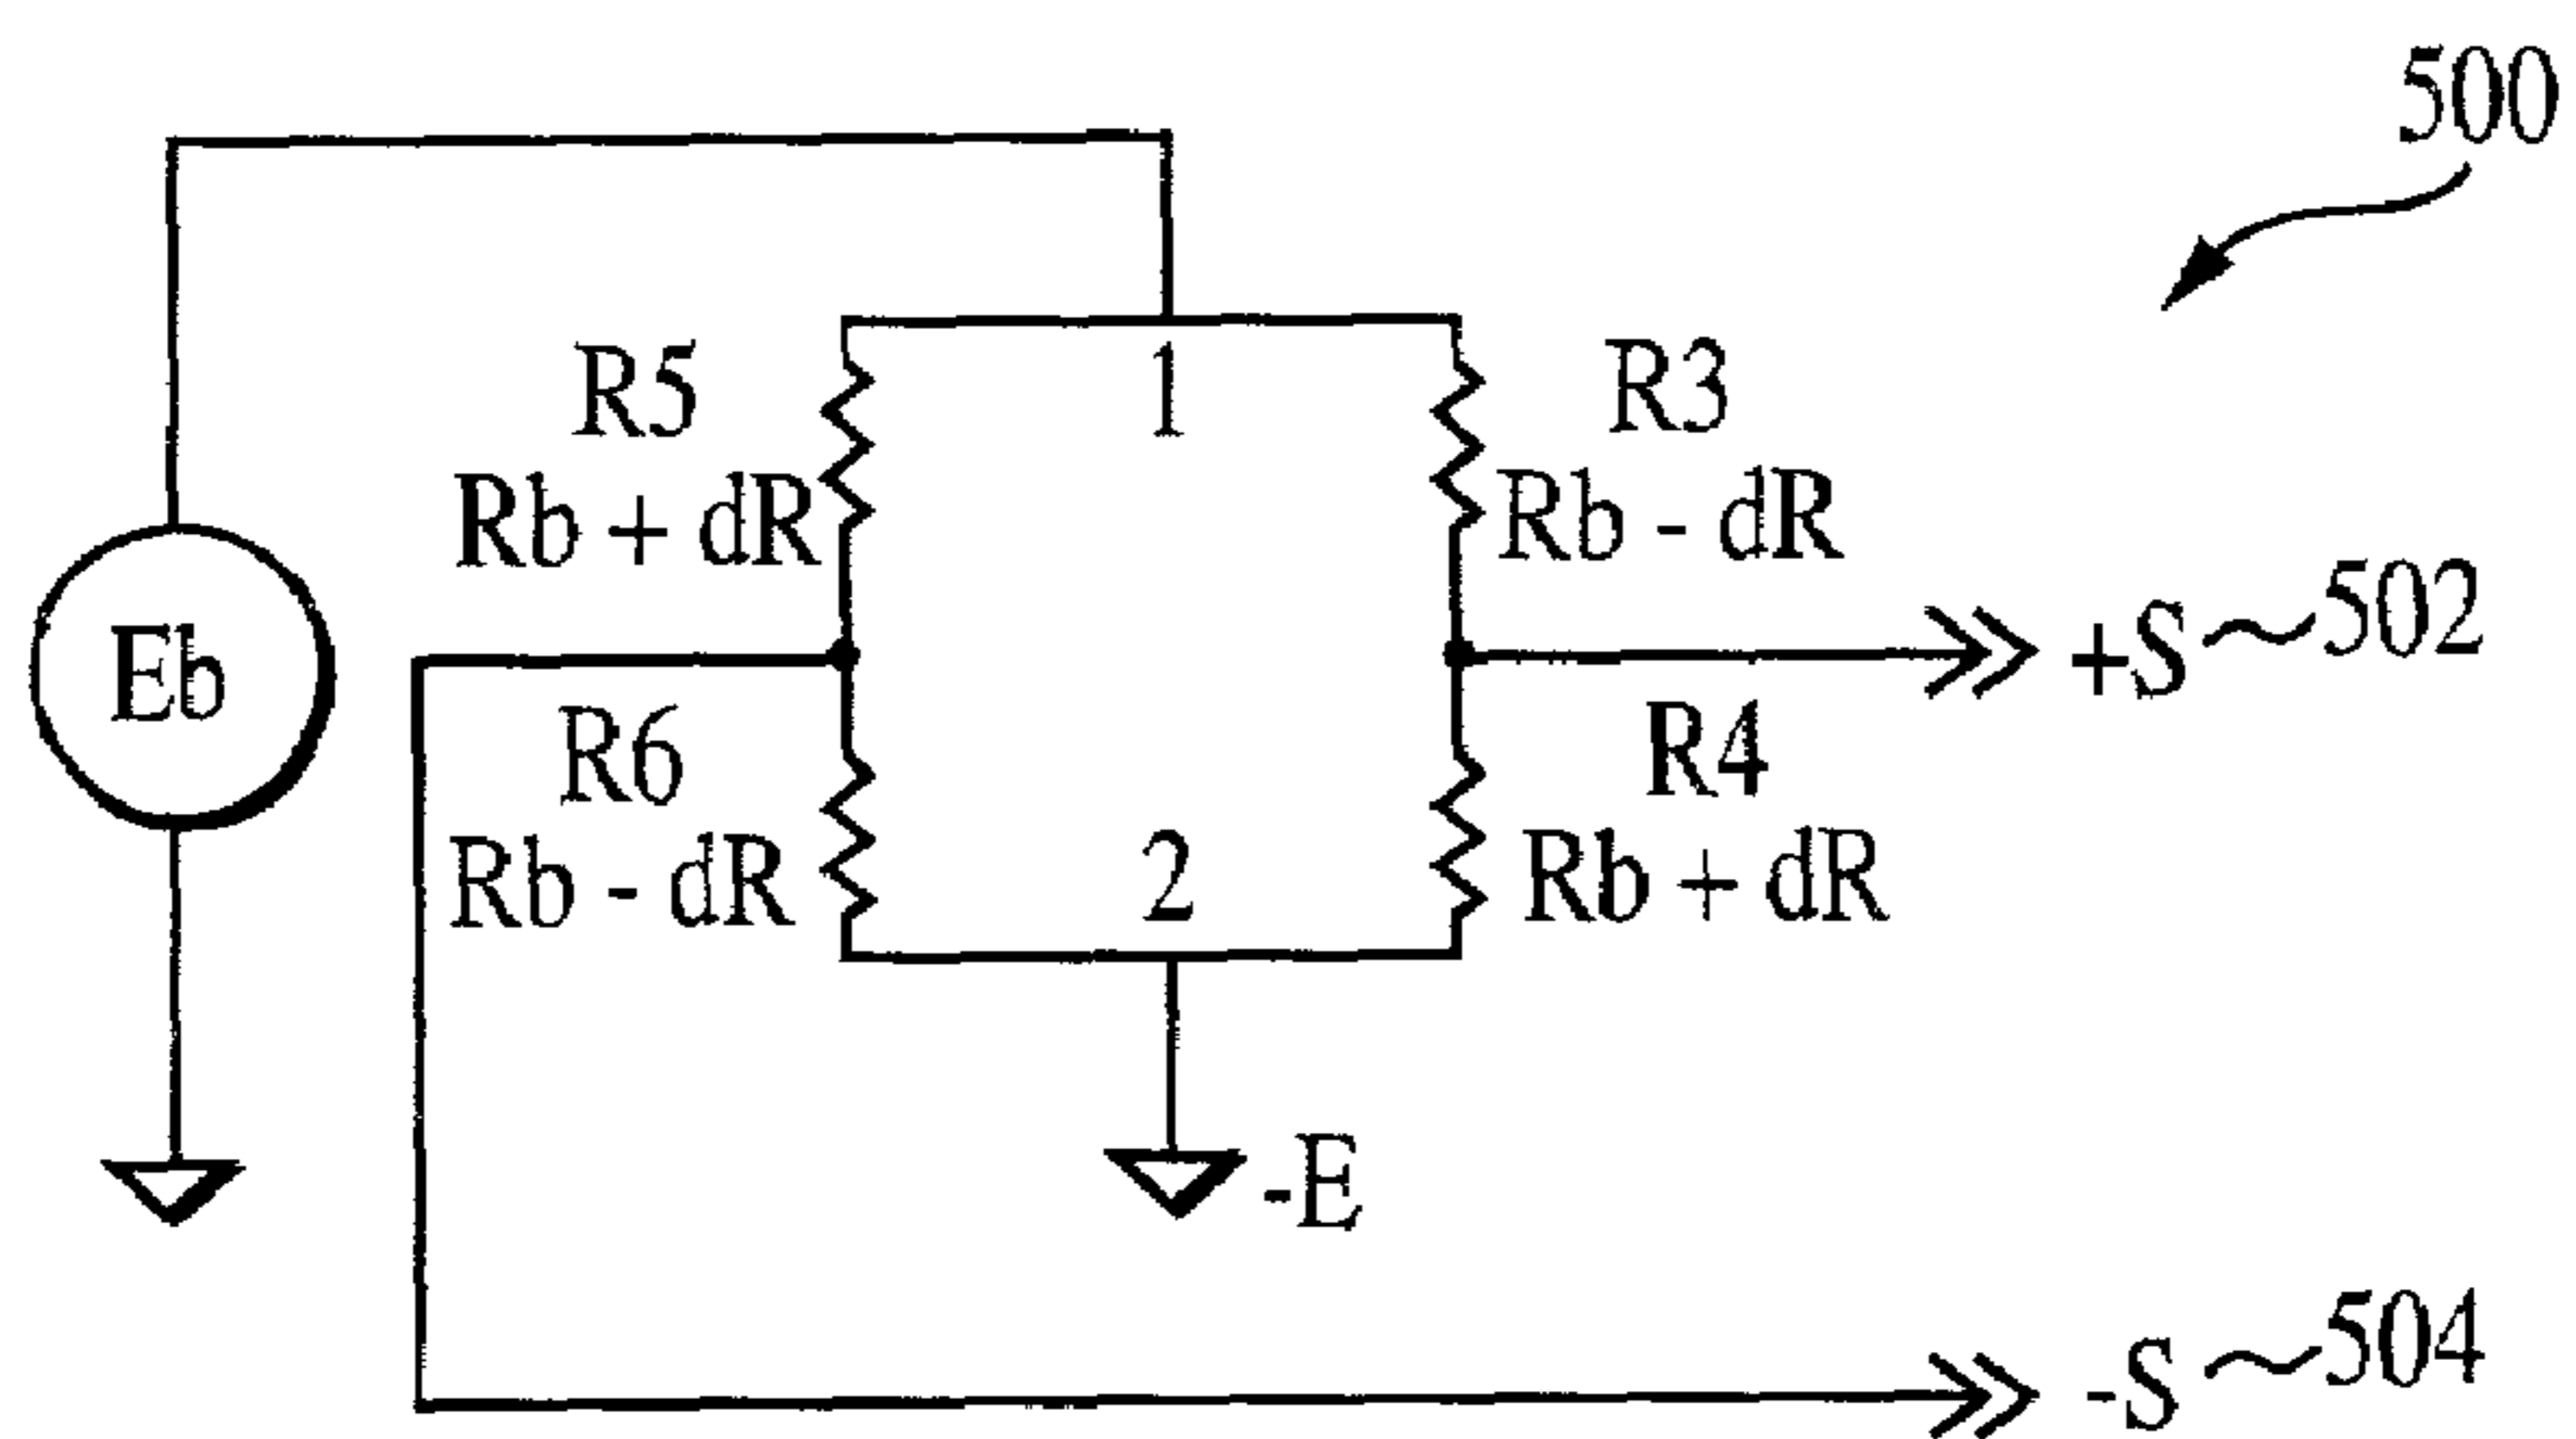 500
R5
Rb + dR
1
R3
Rb - dR
Eb
+S 502
R6
Rb - dR
2
R4
Rb + dR
-E
-S 504